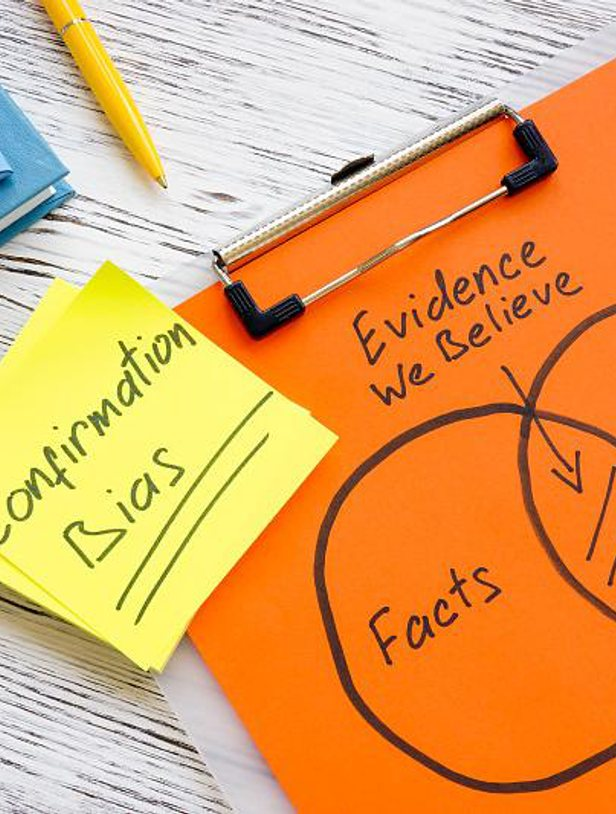 Confirmation
Bias
Evidence
We Believe
Facts